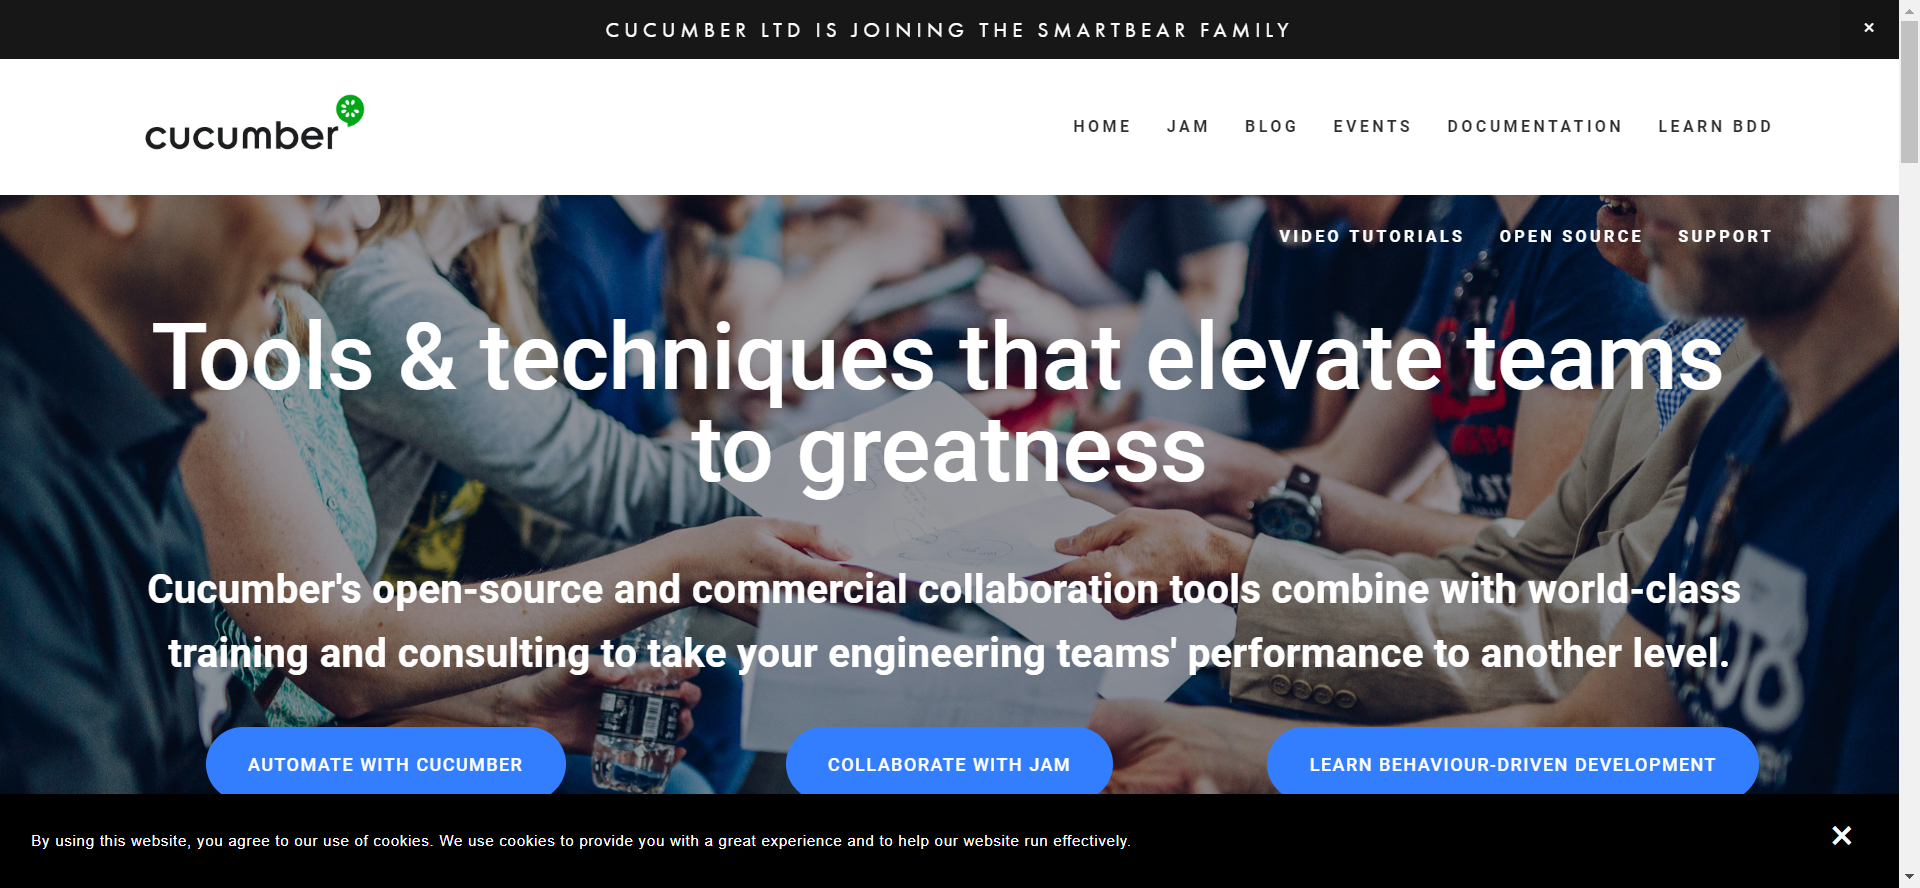 CUCUMBER LTD IS JOINING THE SMARTBEAR FAMILY
×
cucumber
HOME JAM BLOG EVENTS DOCUMENTATION LEARN BDD
VIDEO TUTORIALS OPEN SOURCE SUPPORT
Tools & techniques that elevate teams
to greatness
Cucumber's open-source and commercial collaboration tools combine with world-class
training and consulting to take your engineering teams' performance to another level.
AUTOMATE WITH CUCUMBER
COLLABORATE WITH JAM
LEARN BEHAVIOUR-DRIVEN DEVELOPMENT
By using this website, you agree to our use of cookies. We use cookies to provide you with a great experience and to help our website run effectively.
×